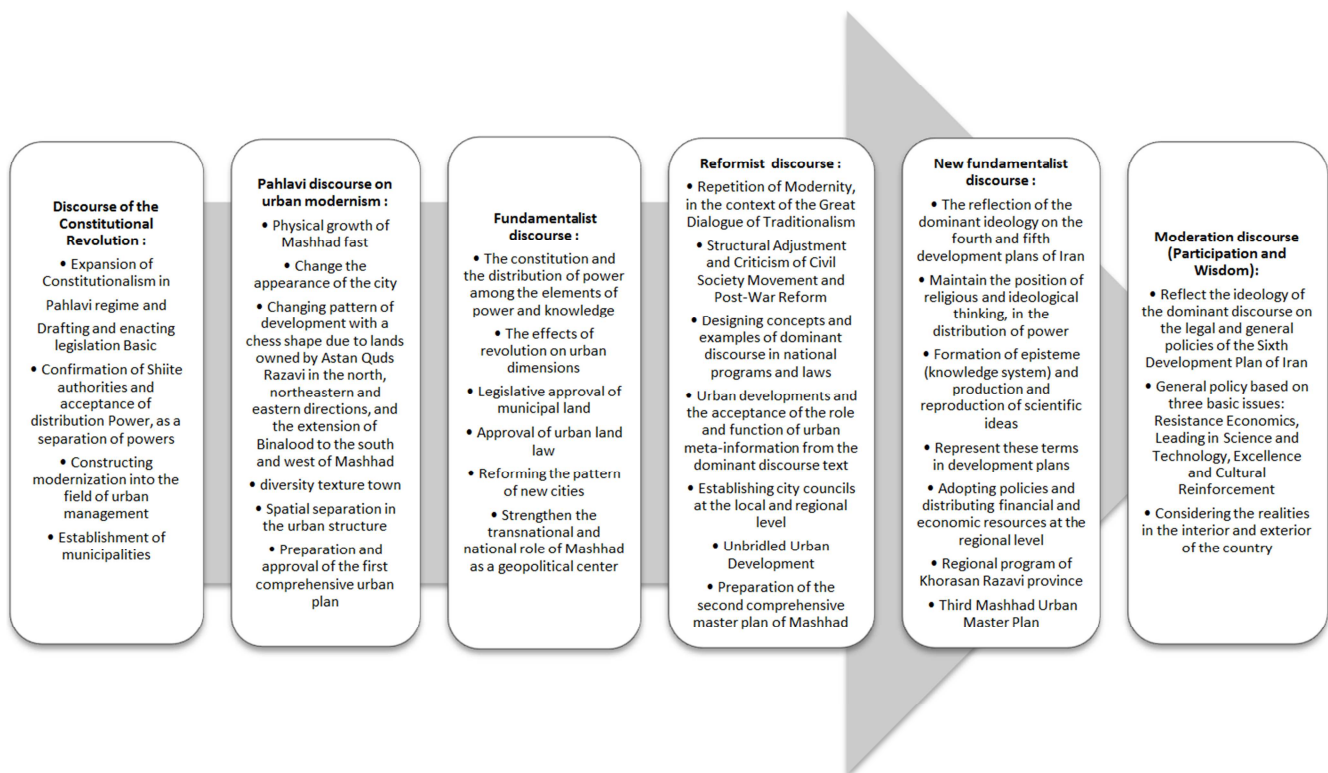 Discourse of the
Constitutional
Revolution :
• Expansion of
Constitutionalism in
Pahlavi regime and
Drafting and enacting
legislation Basic
• Confirmation of Shiite
authorities and
acceptance of
distribution Power, as a
separation of powers
• Constructing
modernization into the
field of urban
management
• Establishment of
municipalities
Pahlavi discourse on
urban modernism :
• Physical growth of
Mashhad fast
• Change the
appearance of the city
• Changing pattern of
development with a
chess shape due to lands
owned by Astan Quds
Razavi in the north,
northeastern and
eastern directions, and
the extension of
Binalood to the south
and west of Mashhad
• diversity texture town
• Spatial separation in
the urban structure
• Preparation and
approval of the first
comprehensive urban
plan
Fundamentalist
discourse :
• The constitution and
the distribution of power
among the elements of
power and knowledge
• The effects of
revolution on urban
dimensions
• Legislative approval of
municipal land
• Approval of urban land
law
• Reforming the pattern
of new cities
• Strengthen the
transnational and
national role of Mashhad
as a geopolitical center
Reformist discourse :
• Repetition of Modernity,
in the context of the Great
Dialogue of Traditionalism
• Structural Adjustment
and Criticism of Civil
Society Movement and
Post-War Reform
• Designing concepts and
examples of dominant
discourse in national
programs and laws
• Urban developments and
the acceptance of the role
and function of urban
meta-information from the
dominant discourse text
• Establishing city councils
at the local and regional
level
• Unbridled Urban
Development
• Preparation of the
second comprehensive
master plan of Mashhad
New fundamentalist
discourse :
• The reflection of the
dominant ideology on the
fourth and fifth
development plans of Iran
• Maintain the position of
religious and ideological
thinking, in the
distribution of power
• Formation of episteme
(knowledge system) and
production and
reproduction of scientific
ideas
• Represent these terms in
development plans
• Adopting policies and
distributing financial and
economic resources at the
regional level
• Regional program of
Khorasan Razavi province
• Third Mashhad Urban
Master Plan
Moderation discourse
(Participation and
Wisdom):
• Reflect the ideology of
the dominant discourse on
the legal and general
policies of the Sixth
Development Plan of Iran
• General policy based on
three basic issues:
Resistance Economics,
Leading in Science and
Technology, Excellence
and Cultural
Reinforcement
• Considering the realities
in the interior and exterior
of the country